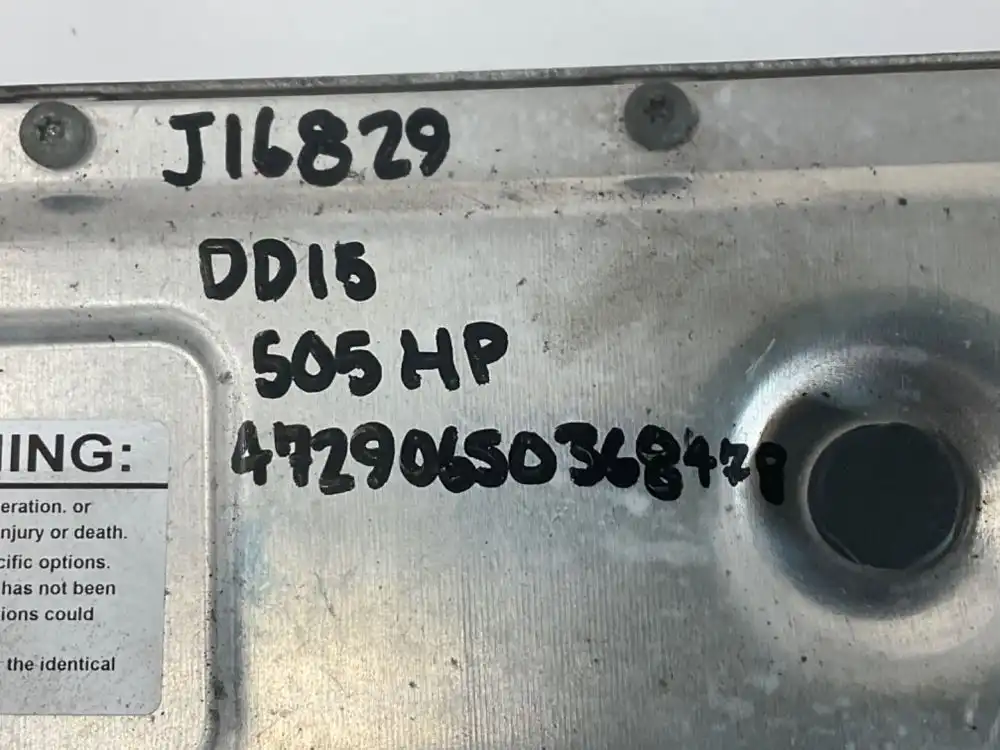 J16829
DD15
505 HP
NING:
eration. or
njury or death.
cific options.
has not been
ions could
the identical